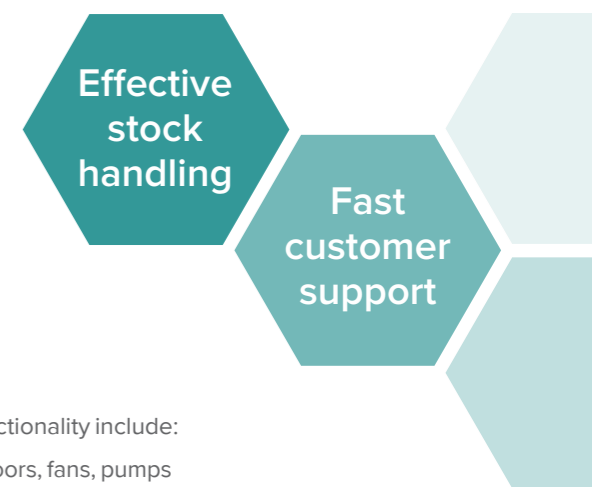 Effective
stock
handling
Fast
customer
support
ctionality include:
oors, fans, pumps